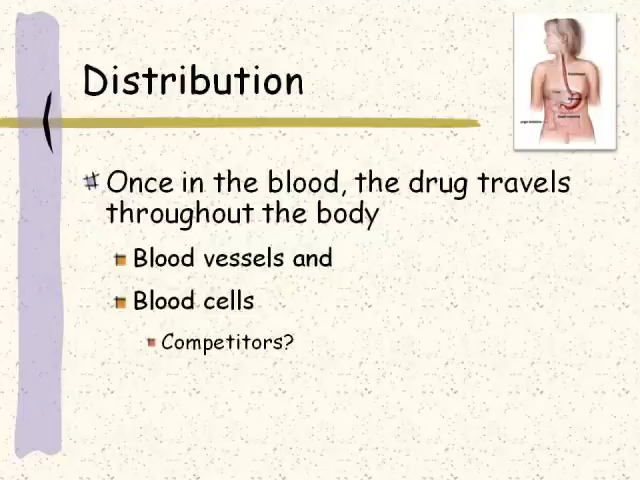 Distribution
Once in the blood, the drug travels
throughout the body
Blood vessels and
Blood cells
Competitors?